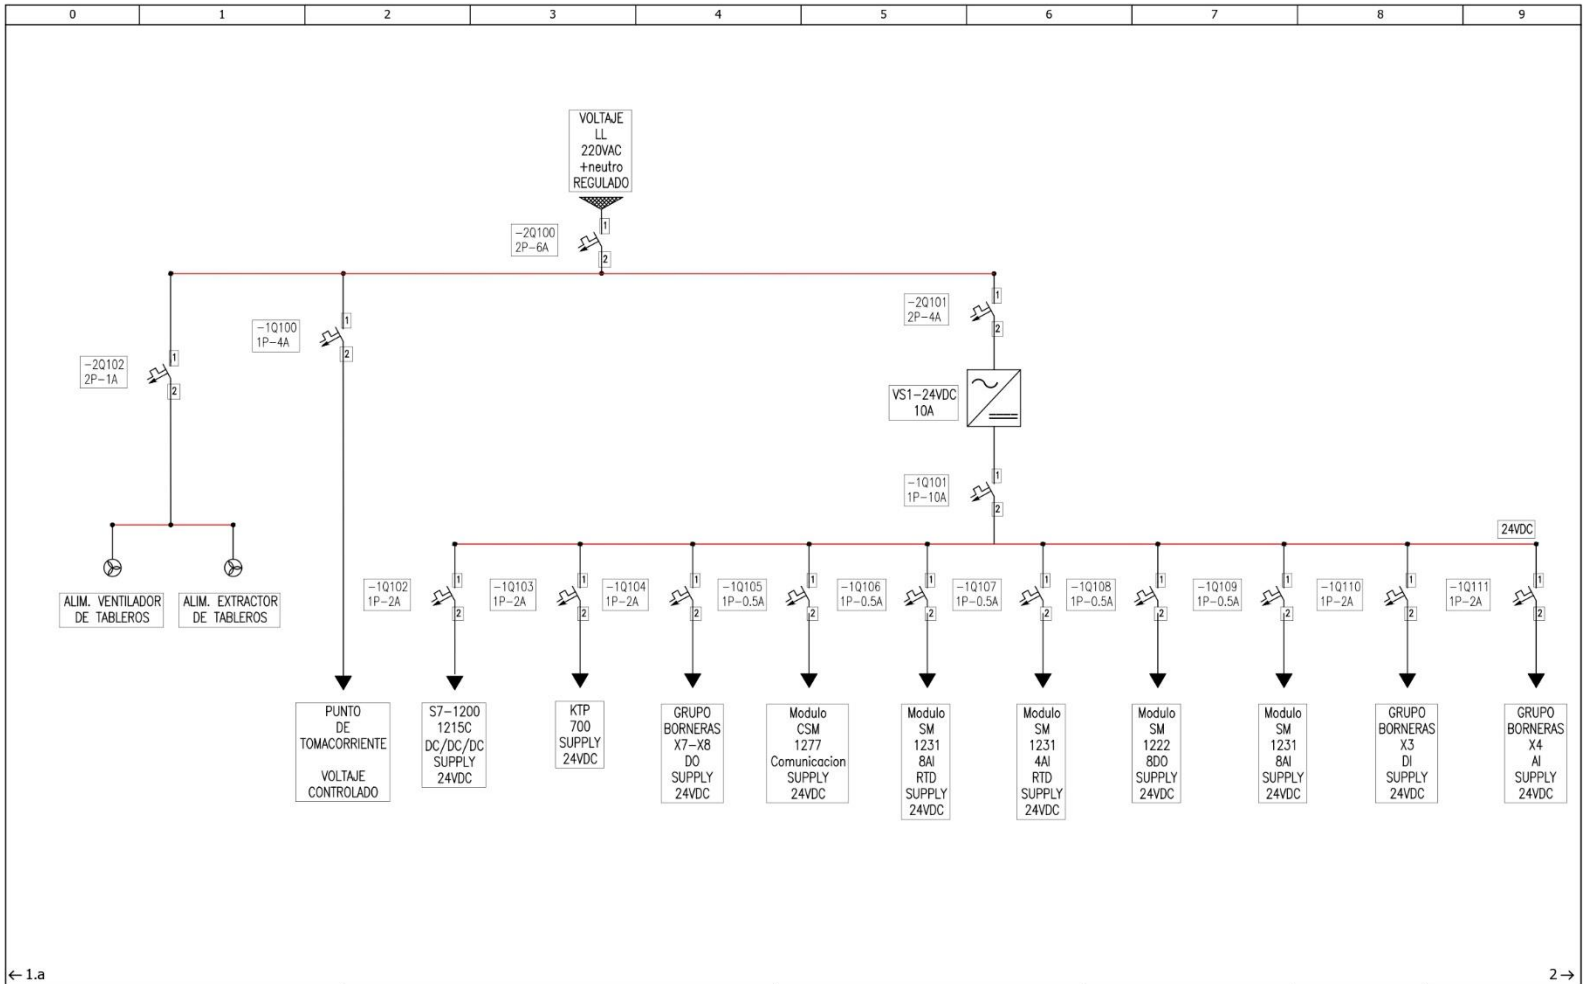 0 1 2 3 4 5 6 7 8 9
VOLTAJE
LL
220VAC
+neutro
REGULADO
-2Q100
2P-6A
1
2
-2Q102
2P-1A
1
2
-1Q100
1P-4A
1
2
-2Q101
2P-4A
1
2
VS1-24VDC
10A
-1Q101
1P-10A
1
2
24VDC
ALIM. VENTILADOR
DE TABLEROS
ALIM. EXTRACTOR
DE TABLEROS
-1Q102
1P-2A
1
2
-1Q103
1P-2A
1
2
-1Q104
1P-2A
1
2
-1Q105
1P-0.5A
1
2
-1Q106
1P-0.5A
1
2
-1Q107
1P-0.5A
1
2
-1Q108
1P-0.5A
1
2
-1Q109
1P-0.5A
1
2
-1Q110
1P-2A
1
2
-1Q111
1P-2A
1
2
PUNTO
DE
TOMACORRIENTE
VOLTAJE
CONTROLADO
S7-1200
1215C
DC/DC/DC
SUPPLY
24VDC
KTP
700
SUPPLY
24VDC
GRUPO
BORNERAS
X7-X8
DO
SUPPLY
24VDC
Modulo
CSM
1277
Comunicacion
SUPPLY
24VDC
Modulo
SM
1231
8AI
RTD
SUPPLY
24VDC
Modulo
SM
1231
4AI
RTD
SUPPLY
24VDC
Modulo
SM
1222
8DO
SUPPLY
24VDC
Modulo
SM
1231
8AI
SUPPLY
24VDC
GRUPO
BORNERAS
X3
DI
SUPPLY
24VDC
GRUPO
BORNERAS
X4
AI
SUPPLY
24VDC
← 1.a
2 →